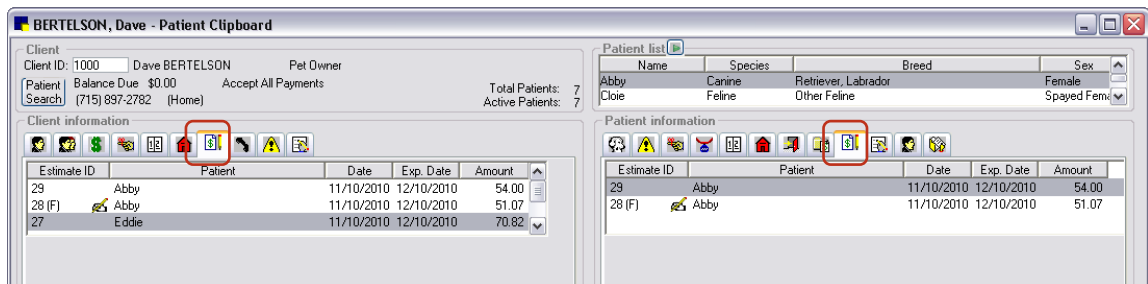 BERTELSON, Dave - Patient Clipboard
Client
Client ID: 1000 Dave BERTELSON Pet Owner
Patient Search
Balance Due $0.00 Accept All Payments
(715) 897-2782 (Home)
Total Patients: 7
Active Patients: 7
Patient list
Name Species Breed Sex
Abby Canine Retriever, Labrador Female
Cloie Feline Other Feline Spayed
Client information
Estimate ID Patient Date Exp. Date Amount
29 Abby 11/10/2010 12/10/2010 54.00
28 (F) Abby 11/10/2010 12/10/2010 51.07
27 Eddie 11/10/2010 12/10/2010 70.82
Patient information
Estimate ID Patient Date Exp. Date Amount
29 Abby 11/10/2010 12/10/2010 54.00
28 (F) Abby 11/10/2010 12/10/2010 51.07